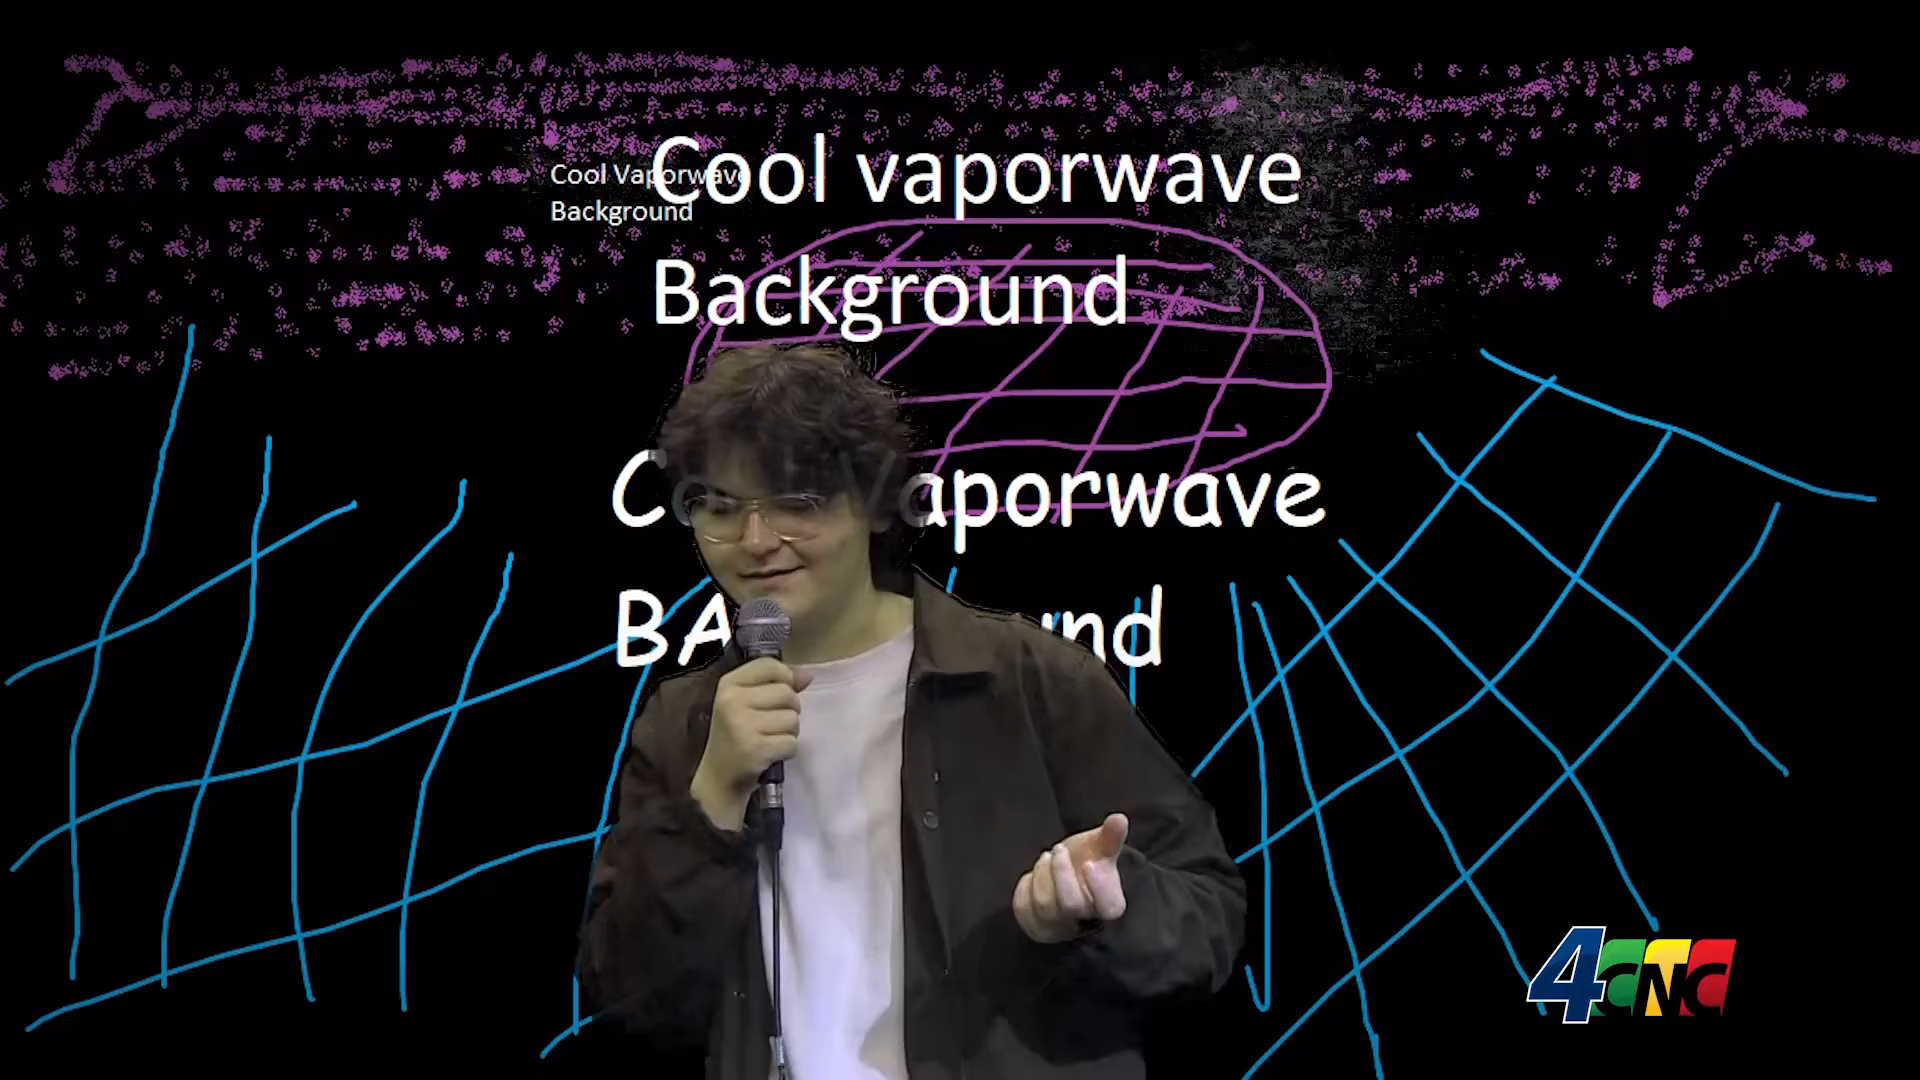 Cool Vaporwave
Background
Cool vaporwave
Background
aporwave
BA
nd
4CNC